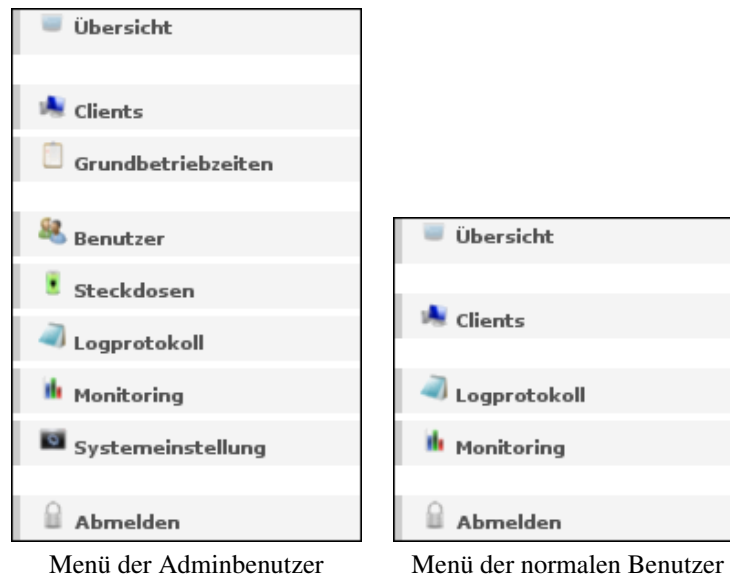 Übersicht
Clients
Grundbetriebzeiten
Benutzer
Steckdosen
Logprotokoll
Monitoring
Systemeinstellung
Abmelden
Menü der Adminbenutzer
Übersicht
Clients
Logprotokoll
Monitoring
Abmelden
Menü der normalen Benutzer